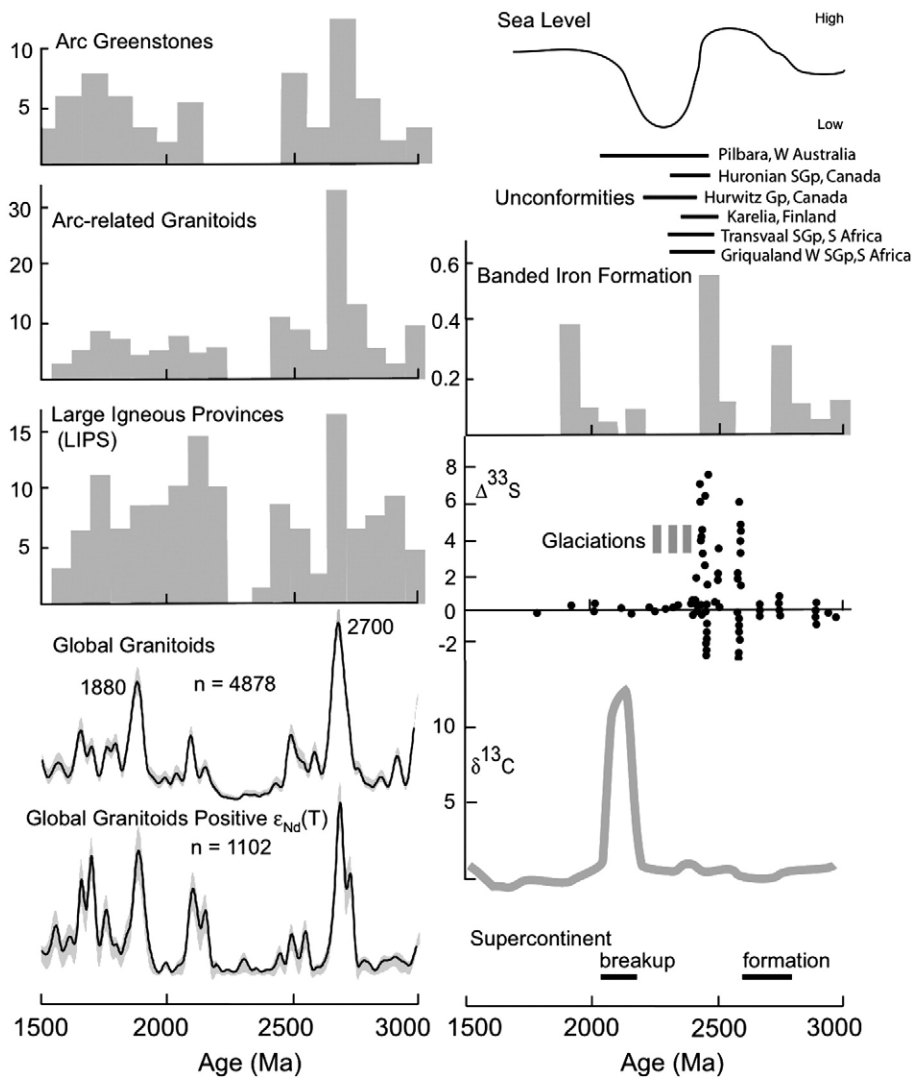 Arc Greenstones
10
5
Arc-related Granitoids
30
20
10
Large Igneous Provinces
(LIPS)
15
10
5
Global Granitoids
2700
1880
n = 4878
Global Granitoids Positive εNd(T)
n = 1102
1500
2000
2500
3000
Age (Ma)
Sea Level
High
Low
Pilbara, W Australia
Huronian SGp, Canada
Unconformities
Hurwitz Gp, Canada
Karelia, Finland
Transvaal SGp, S Africa
Griqualand W SGp,S Africa
Banded Iron Formation
0.6
0.4
0.2
Δ33S
8
6
4
2
0
-2
Glaciations
10
δ13C
5
Supercontinent
breakup
formation
1500
2000
2500
3000
Age (Ma)